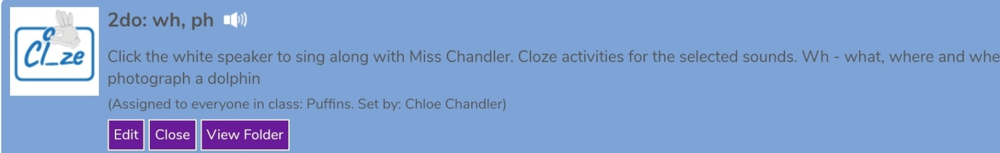 Cl_ze
2do: wh, ph
Click the white speaker to sing along with Miss Chandler. Cloze activities for the selected sounds. Wh - what, where and whe
photograph a dolphin
(Assigned to everyone in class: Puffins. Set by: Chloe Chandler)
Edit Close View Folder